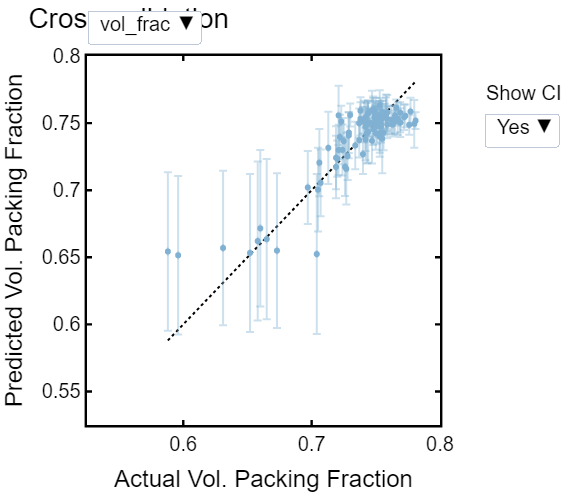 Cros
on
vol_frac ▼
Show CI
Yes ▼
Predicted Vol. Packing Fraction
0.8
0.75
0.7
0.65
0.6
0.55
0.6 0.7 0.8
Actual Vol. Packing Fraction